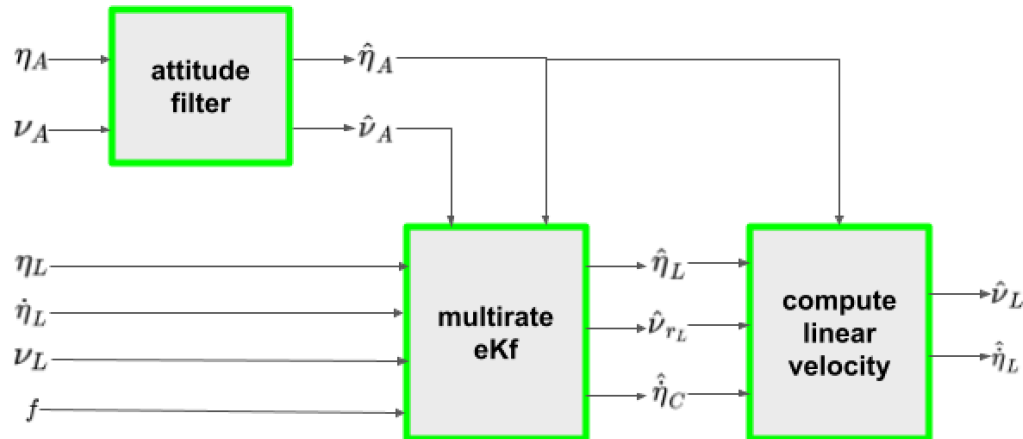 η_A
attitude
filter
η̂_A
ν_A
ν̂_A
η_L
η̇_L
ν_L
f
multirate
eKf
η̂_L
ν̂_{r_L}
η̇̂_C
compute
linear
velocity
ν̂_L
η̇̂_L